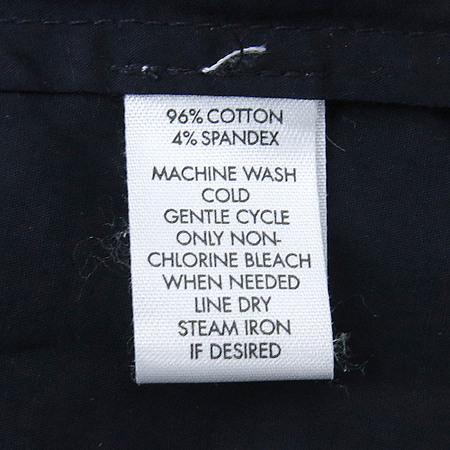 96% COTTON
4% SPANDEX
MACHINE WASH
COLD
GENTLE CYCLE
ONLY NON-
CHLORINE BLEACH
WHEN NEEDED
LINE DRY
STEAM IRON
IF DESIRED